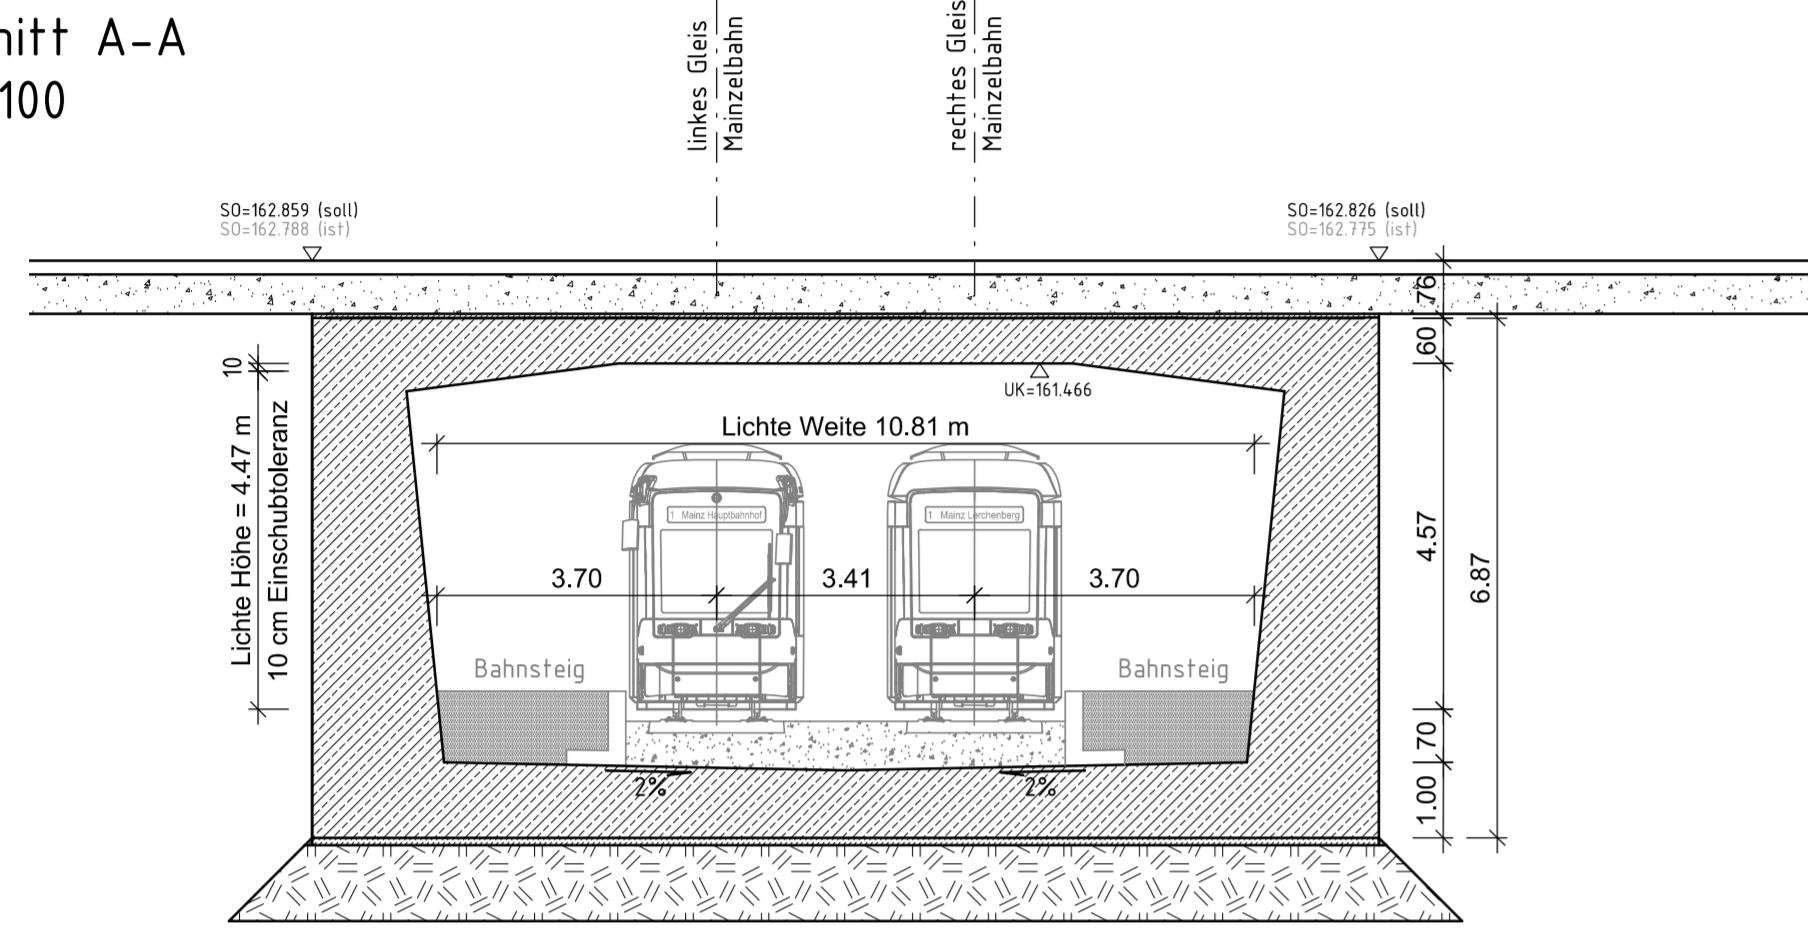 nitt A-A
100
linkes Gleis
Mainzelbahn
rechtes Gleis
Mainzelbahn
SO=162.859 (soll)
SO=162.788 (ist)
SO=162.826 (soll)
SO=162.775 (ist)
76
60
10
UK=161.466
Lichte Weite 10.81 m
Lichte Höhe = 4.47 m
10 cm Einschubtoleranz
1 Mainz Hauptbahnhof
1 Mainz Lerchenberg
4.57
6.87
3.70
3.41
3.70
Bahnsteig
Bahnsteig
70
2%
2%
1.00